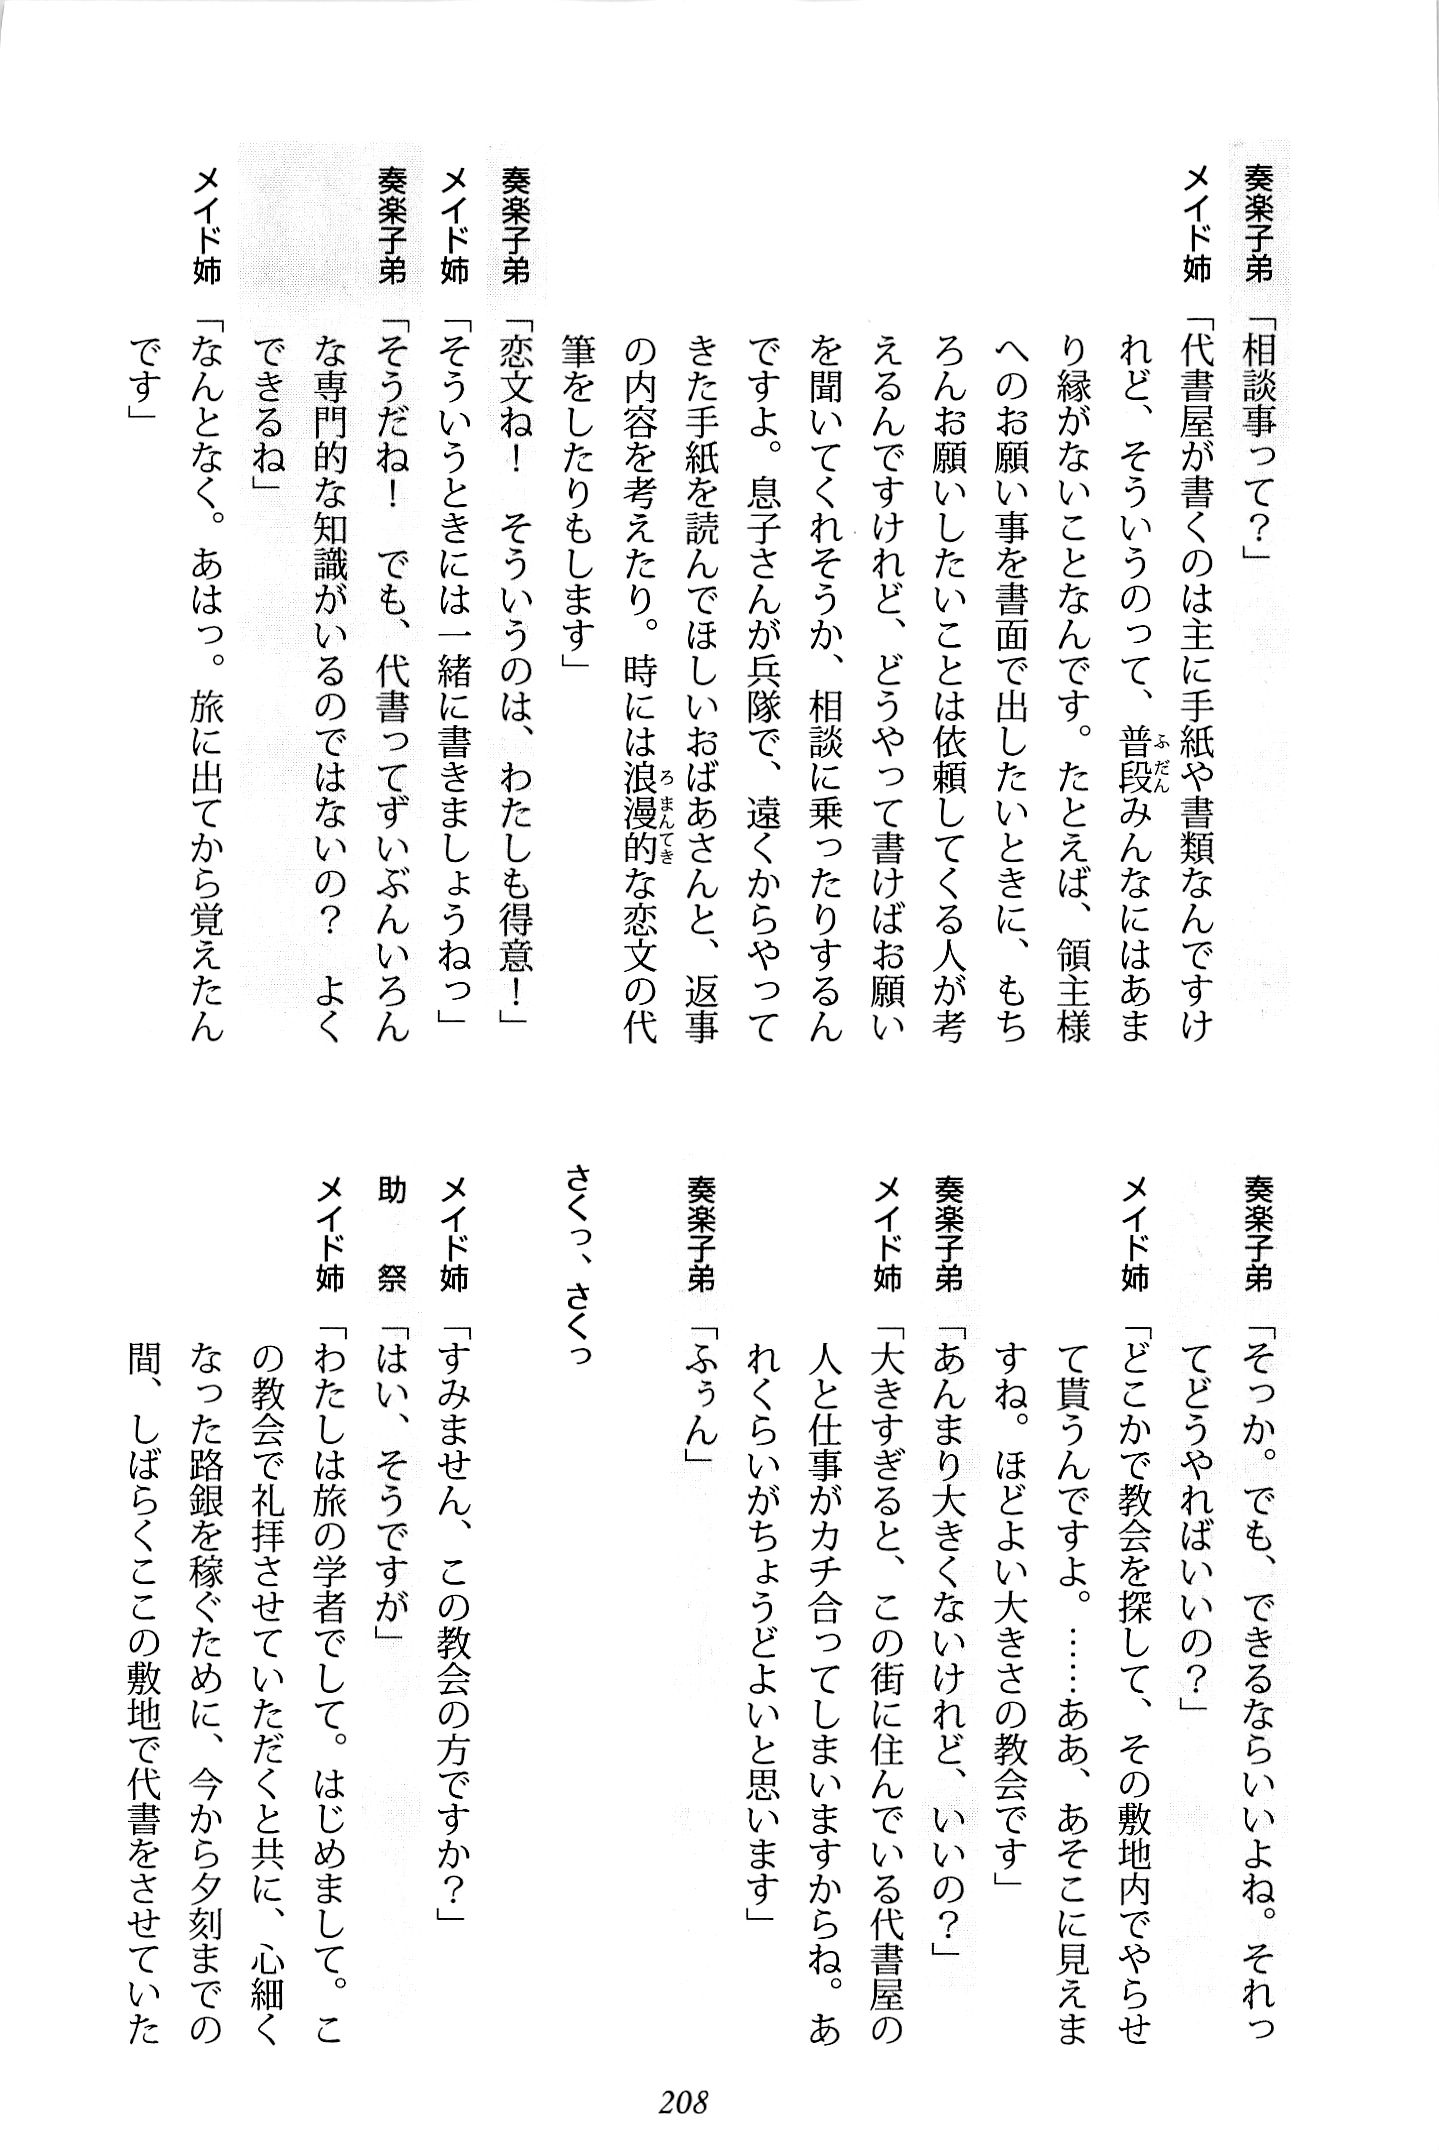 奏楽子弟「相談事って？」
メイド姉「代書屋が書くのは主に手紙や書類なんですけ
れど、そういうのって、普段みんなにはあま
り縁がないことなんです。たとえば、領主様
へのお願い事を書面で出したいときに、もち
ろんお願いしたいことは依頼してくる人が考
えるんですけれど、どうやって書けばお願い
を聞いてくれそうか、相談に乗ったりするん
ですよ。息子さんが兵隊で、遠くからやって
きた手紙を読んでほしいおばあさんと、返事
の内容を考えたり。時には浪漫的な恋文の代
筆をしたりもします」
奏楽子弟「恋文ね！　そういうのは、わたしも得意！」
メイド姉「そういうときには一緒に書きましょうねっ」
奏楽子弟「そうだね！　でも、代書ってずいぶんいろん
な専門的な知識がいるのではないの？　よく
できるね」
メイド姉「なんとなく。あはっ。旅に出てから覚えたん
です」
奏楽子弟「そっか。でも、できるならいいよね。それっ
てどうやればいいの？」
メイド姉「どこかで教会を探して、その敷地内でやらせ
て貰うんですよ。……ああ、あそこに見えま
すね。ほどよい大きさの教会です」
奏楽子弟「あんまり大きくないけれど、いいの？」
メイド姉「大きすぎると、この街に住んでいる代書屋の
人と仕事がカチ合ってしまいますからね。あ
れくらいがちょうどよいと思います」
奏楽子弟「ふぅん」
さくっ、さくっ
メイド姉「すみません、この教会の方ですか？」
助　祭「はい、そうですが」
メイド姉「わたしは旅の学者でして。はじめまして。こ
の教会で礼拝させていただくと共に、心細く
なった路銀を稼ぐために、今から夕刻までの
間、しばらくここの敷地で代書をさせていた
208